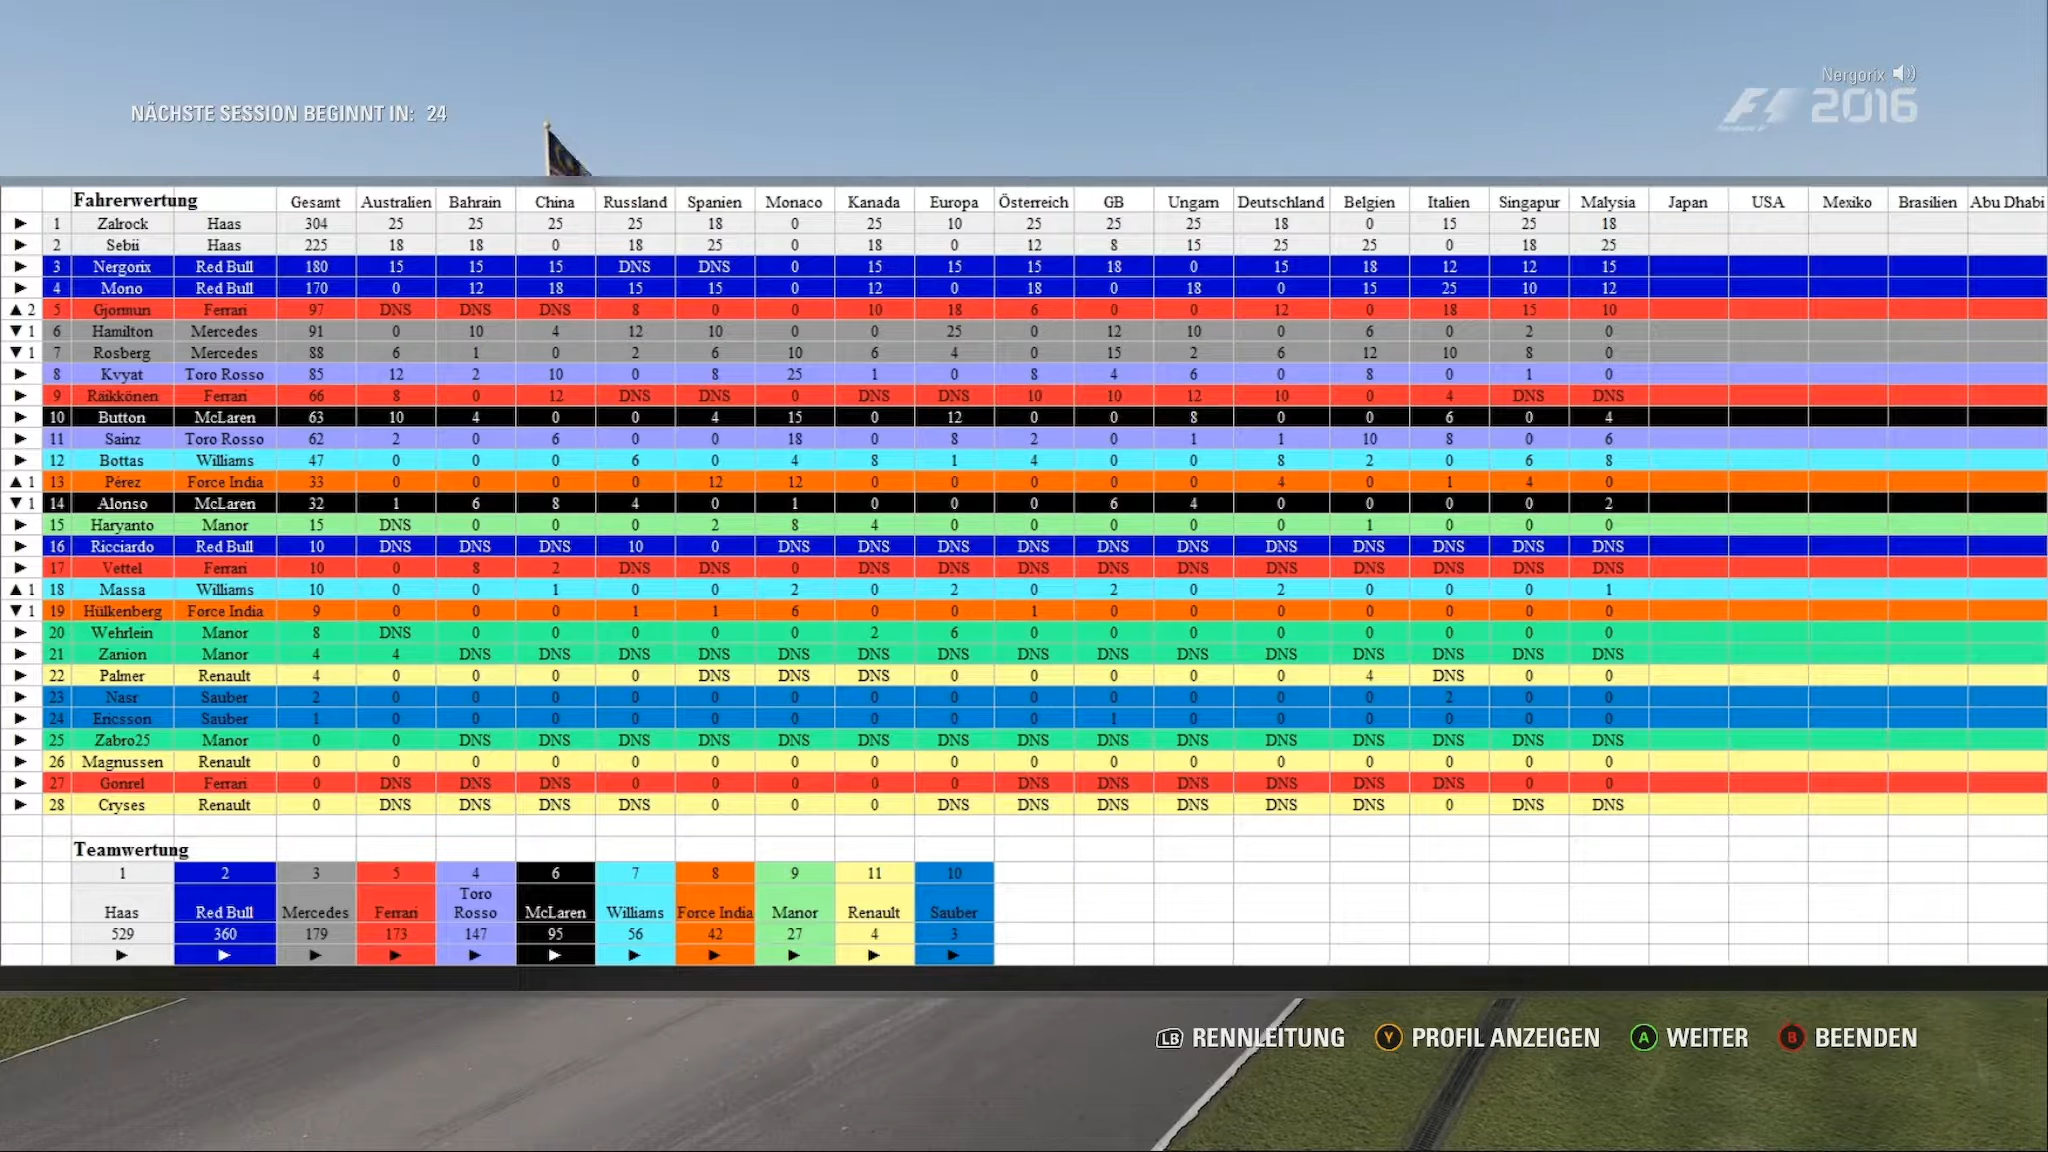 Nergorix
NÄCHSTE SESSION BEGINNT IN: 24
F1 2016
Fahrerwertung Gesamt Australien Bahrain China Russland Spanien Monaco Kanada Europa Österreich GB Ungarn Deutschland Belgien Italien Singapur Malysia Japan USA Mexiko Brasilien Abu Dhabi
► 1 Zalrock Haas 304 25 25 25 25 18 0 25 10 25 25 25 18 0 15 25 18
► 2 Sebii Haas 225 18 18 0 18 25 0 18 0 12 8 15 25 25 0 18 25
► 3 Nergorix Red Bull 180 15 15 15 DNS DNS 0 15 15 15 18 0 15 18 12 12 15
► 4 Mono Red Bull 170 0 12 18 15 15 0 12 0 18 0 18 0 15 25 10 12
▲ 2 5 Gjormun Ferrari 97 DNS DNS DNS 8 0 0 10 18 6 0 0 12 0 18 15 10
▼ 1 6 Hamilton Mercedes 91 0 10 4 12 10 0 0 25 0 12 10 0 6 0 2 0
▼ 1 7 Rosberg Mercedes 88 6 1 0 2 6 10 6 4 0 15 2 6 12 10 8 0
► 8 Kvyat Toro Rosso 85 12 2 10 0 8 25 1 0 8 4 6 0 8 0 1 0
► 9 Räikkönen Ferrari 66 8 0 12 DNS DNS 0 DNS DNS 10 10 12 10 0 4 DNS DNS
► 10 Button McLaren 63 10 4 0 0 4 15 0 12 0 0 8 0 0 6 0 4
► 11 Sainz Toro Rosso 62 2 0 6 0 0 18 0 8 2 0 1 1 10 8 0 6
► 12 Bottas Williams 47 0 0 0 6 0 4 8 1 4 0 0 8 2 0 6 8
▲ 1 13 Pérez Force India 33 0 0 0 0 12 12 0 0 0 0 0 4 0 1 4 0
▼ 1 14 Alonso McLaren 32 1 6 8 4 0 1 0 0 0 6 4 0 0 0 0 2
► 15 Haryanto Manor 15 DNS 0 0 0 2 8 4 0 0 0 0 0 1 0 0 0
► 16 Ricciardo Red Bull 10 DNS DNS DNS 10 0 DNS DNS DNS DNS DNS DNS DNS DNS DNS DNS DNS
► 17 Vettel Ferrari 10 0 8 2 DNS DNS 0 DNS DNS DNS DNS DNS DNS DNS DNS DNS DNS
▲ 1 18 Massa Williams 10 0 0 1 0 0 2 0 2 0 2 0 2 0 0 0 1
▼ 1 19 Hülkenberg Force India 9 0 0 0 1 1 6 0 0 1 0 0 0 0 0 0 0
► 20 Wehrlein Manor 8 DNS 0 0 0 0 0 2 6 0 0 0 0 0 0 0 0
► 21 Zanion Manor 4 4 DNS DNS DNS DNS DNS DNS DNS DNS DNS DNS DNS DNS DNS DNS DNS
► 22 Palmer Renault 4 0 0 0 0 DNS DNS DNS 0 0 0 0 0 4 DNS 0 0
► 23 Nasr Sauber 2 0 0 0 0 0 0 0 0 0 0 0 0 0 2 0 0
► 24 Ericsson Sauber 1 0 0 0 0 0 0 0 0 0 1 0 0 0 0 0 0
► 25 Zabro25 Manor 0 0 DNS DNS DNS DNS DNS DNS DNS DNS DNS DNS DNS DNS DNS DNS DNS
► 26 Magnussen Renault 0 0 0 0 0 0 0 0 0 0 0 0 0 0 0 0 0
► 27 Gonrel Ferrari 0 DNS DNS DNS 0 0 0 0 0 DNS DNS DNS DNS DNS DNS 0 0
► 28 Cryses Renault 0 DNS DNS DNS DNS 0 0 0 DNS DNS DNS DNS DNS DNS 0 DNS DNS
Teamwertung
1 2 3 5 4 6 7 8 9 11 10
Haas Red Bull Mercedes Ferrari Toro Rosso McLaren Williams Force India Manor Renault Sauber
529 360 179 173 147 95 56 42 27 4 3
► ► ► ► ► ► ► ► ► ► ►
LB RENNLEITUNG Y PROFIL ANZEIGEN A WEITER B BEENDEN